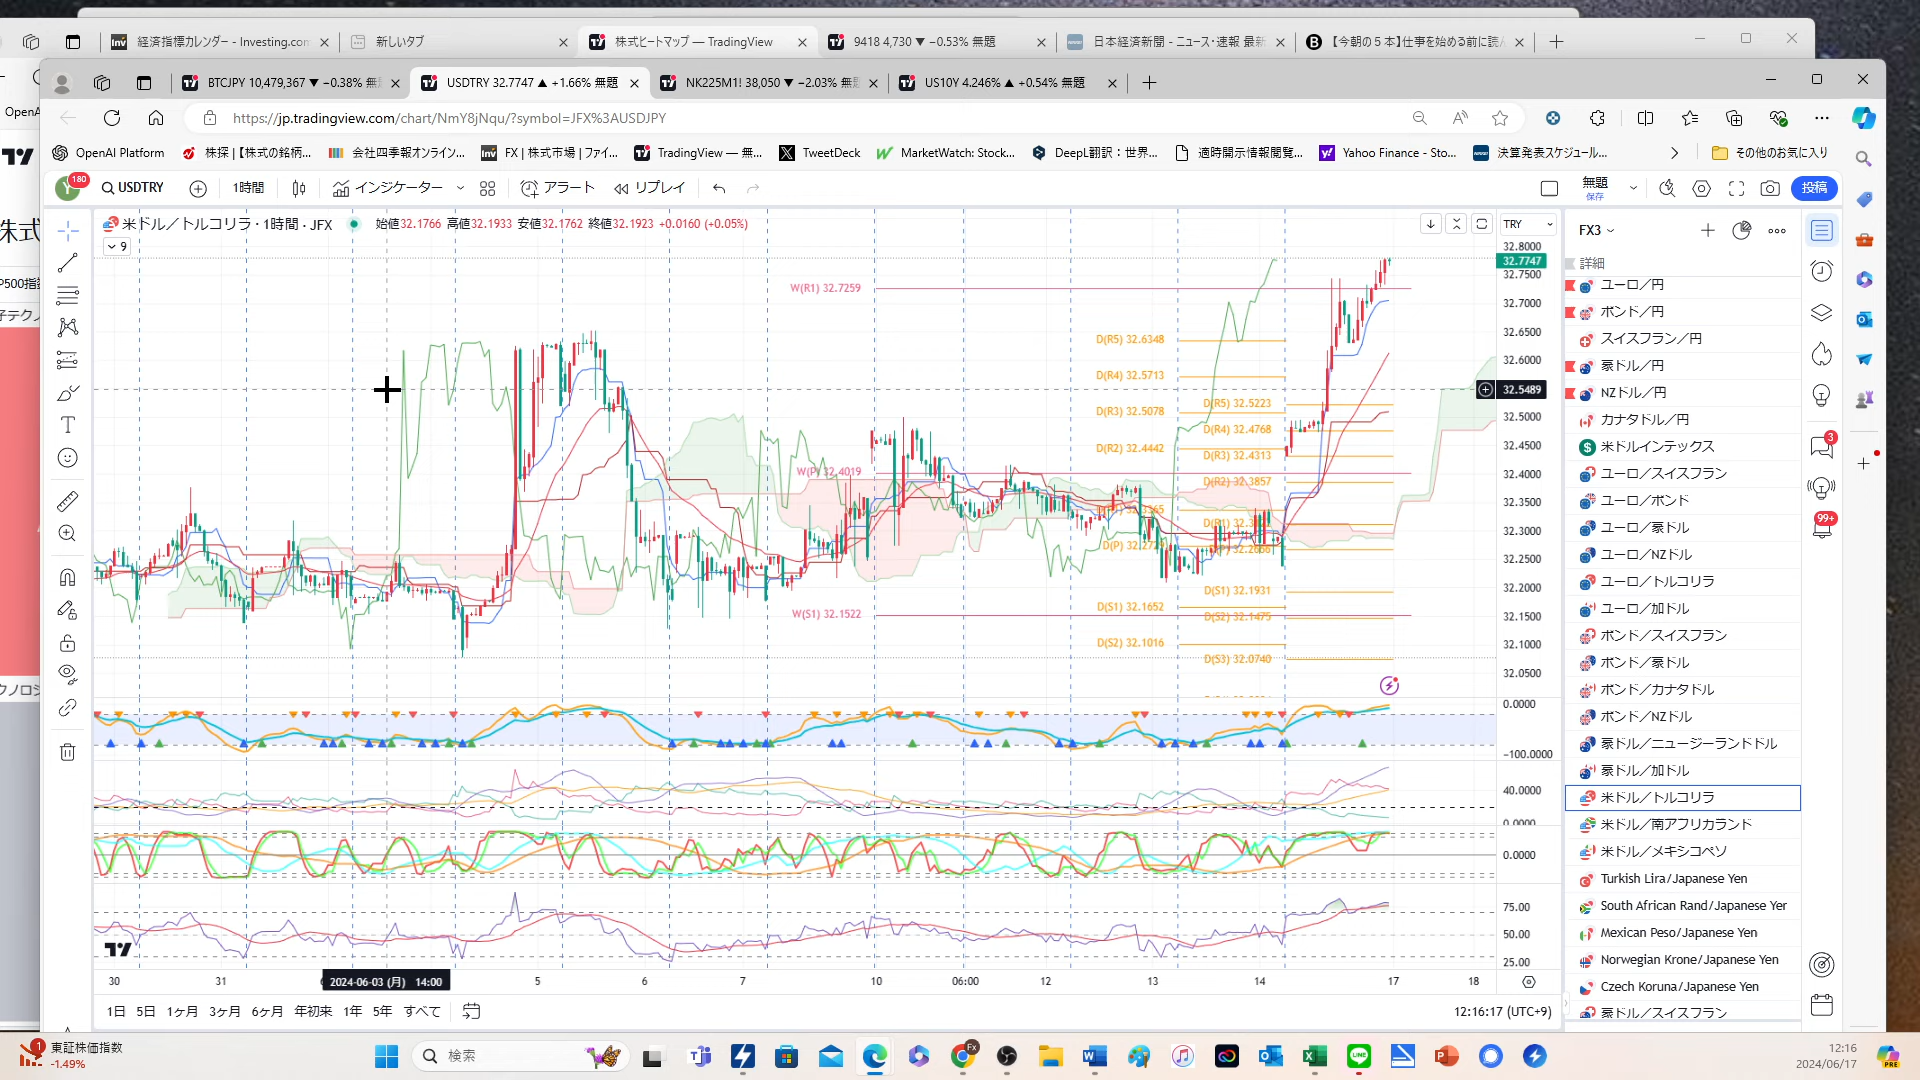 経済指標カレンダー - Investing.com
新しいタブ
株式ヒートマップ — TradingView
9418 4,730 ▼ −0.53% 無題
日本経済新聞 - ニュース・速報 最新
【今朝の５本】仕事を始める前に読ん
BTCJPY 10,479,367 ▼ −0.38% 無
USDTRY 32.7747 ▲ +1.66% 無題
NK225M1! 38,050 ▼ −2.03% 無
US10Y 4.246% ▲ +0.54% 無題
https://jp.tradingview.com/chart/NmY8jNqu/?symbol=JFX%3AUSDJPY
OpenAI Platform
株探 | 【株式の銘柄...
会社四季報オンライン...
FX | 株式市場 | ファイ...
TradingView — 無...
TweetDeck
MarketWatch: Stock...
DeepL翻訳：世界...
適時開示情報閲覧...
Yahoo Finance - Sto...
決算発表スケジュール...
その他のお気に入り
180
USDTRY
1時間
インジケーター
アラート
リプレイ
無題
保存
投稿
米ドル／トルコリラ・1時間・JFX
始値32.1766 高値32.1933 安値32.1762 終値32.1923 +0.0160 (+0.05%)
9
TRY
32.8000
32.7747
32.7500
32.7000
32.6500
32.6000
32.5489
32.5000
32.4500
32.4000
32.3500
32.3000
32.2500
32.2000
32.1500
32.1000
32.0500
W(R1) 32.7259
W(P) 32.4019
W(S1) 32.1522
D(R5) 32.6348
D(R4) 32.5713
D(R3) 32.5078
D(R2) 32.4442
D(S1) 32.1652
D(S2) 32.1016
D(R5) 32.5223
D(R4) 32.4768
D(R3) 32.4313
D(R2) 32.3857
D(S1) 32.1931
D(S2) 32.1475
D(S3) 32.0740
0.0000
−100.0000
40.0000
0.0000
0.0000
75.00
50.00
25.00
30
31
2024-06-03 (月) 14:00
5
6
7
10
06:00
12
13
14
17
18
1日 5日 1ヶ月 3ヶ月 6ヶ月 年初来 1年 5年 すべて
12:16:17 (UTC+9)
FX3
詳細
ユーロ／円
ポンド／円
スイスフラン／円
豪ドル／円
NZドル／円
カナタドル／円
米ドルインテックス
ユーロ／スイスフラン
ユーロ／ポンド
ユーロ／豪ドル
ユーロ／NZドル
ユーロ／トルコリラ
ユーロ／加ドル
ポンド／スイスフラン
ポンド／豪ドル
ポンド／カナダドル
ポンド／NZドル
豪ドル／ニュージーランドドル
豪ドル／加ドル
米ドル／トルコリラ
米ドル／南アフリカランド
米ドル／メキシコペソ
Turkish Lira/Japanese Yen
South African Rand/Japanese Yer
Mexican Peso/Japanese Yen
Norwegian Krone/Japanese Yen
Czech Koruna/Japanese Yen
豪ドル／スイスフラン
3
99+
東証株価指数
-1.49%
検索
12:16
2024/06/17